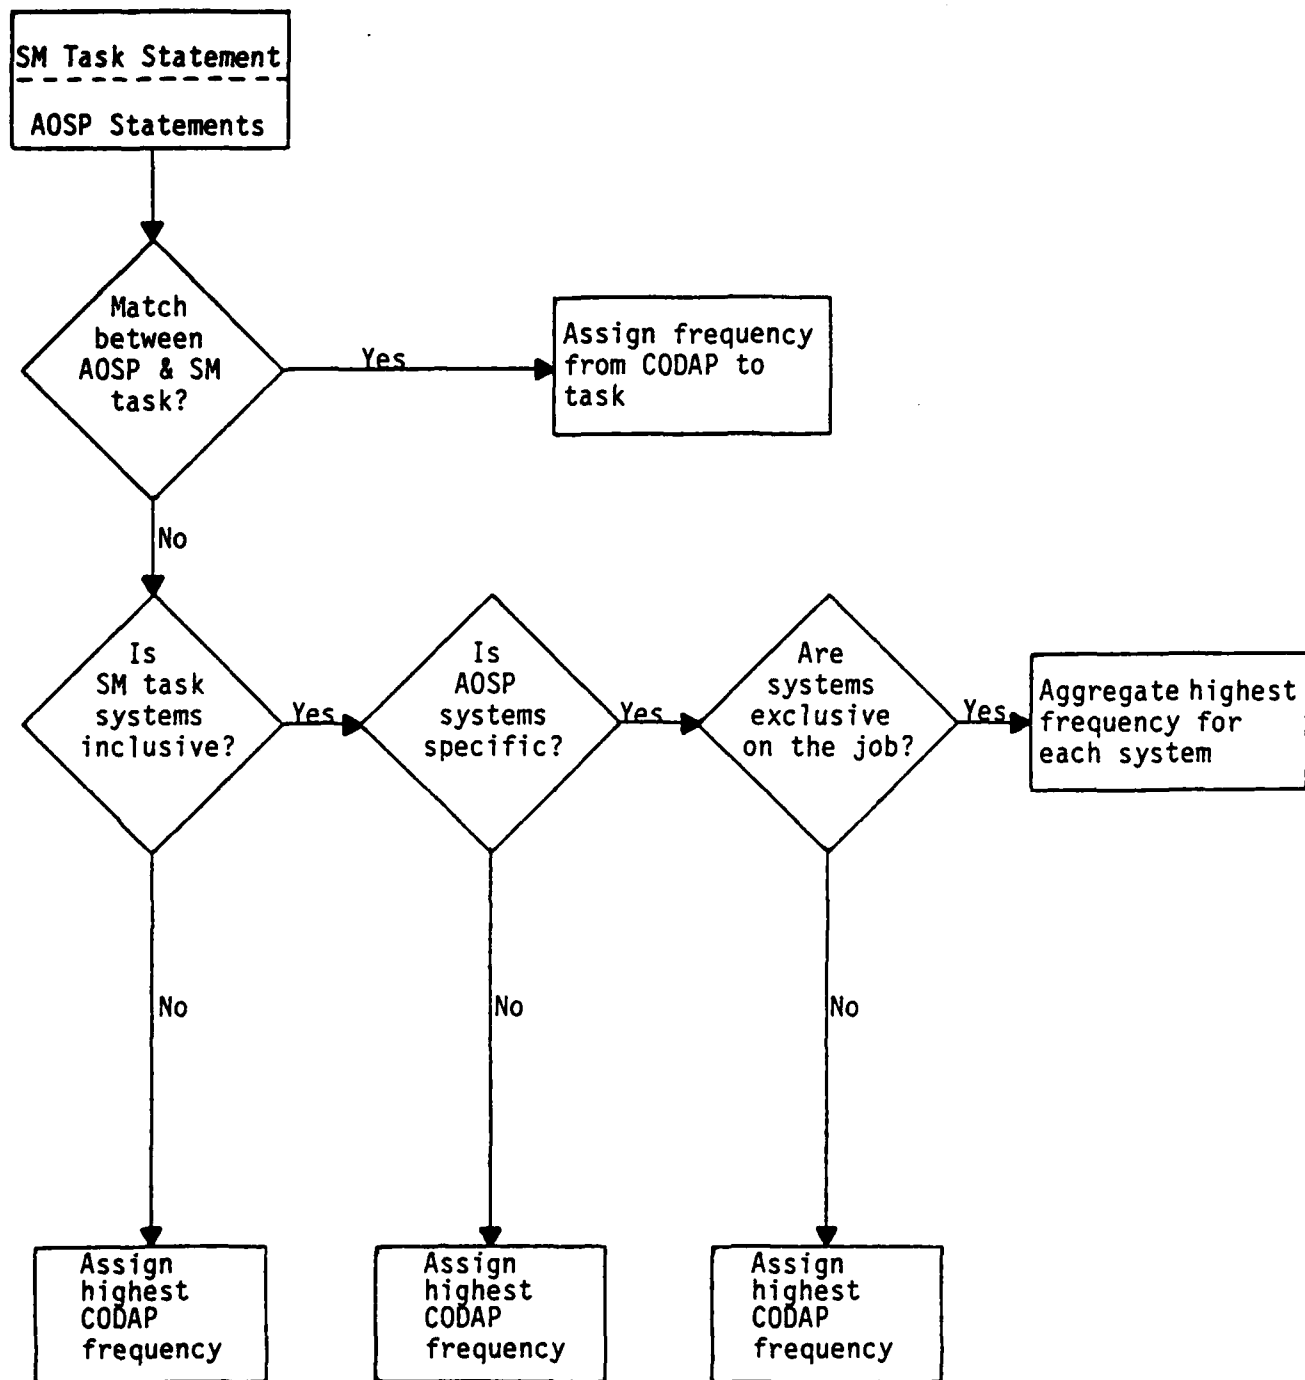 SM Task Statement
AOSP Statements
Match
between
AOSP & SM
task?
Yes
Assign frequency
from CODAP to
task
No
Is
SM task
systems
inclusive?
Yes
Is
AOSP
systems
specific?
Yes
Are
systems
exclusive
on the job?
Yes
Aggregate highest
frequency for
each system
No
No
No
Assign
highest
CODAP
frequency
Assign
highest
CODAP
frequency
Assign
highest
CODAP
frequency